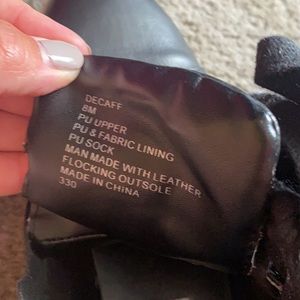 DECAFF
8M
PU UPPER
PU & FABRIC LINING
PU SOCK
MAN MADE WITH LEATHER
FLOCKING OUTSOLE
MADE IN CHINA
330